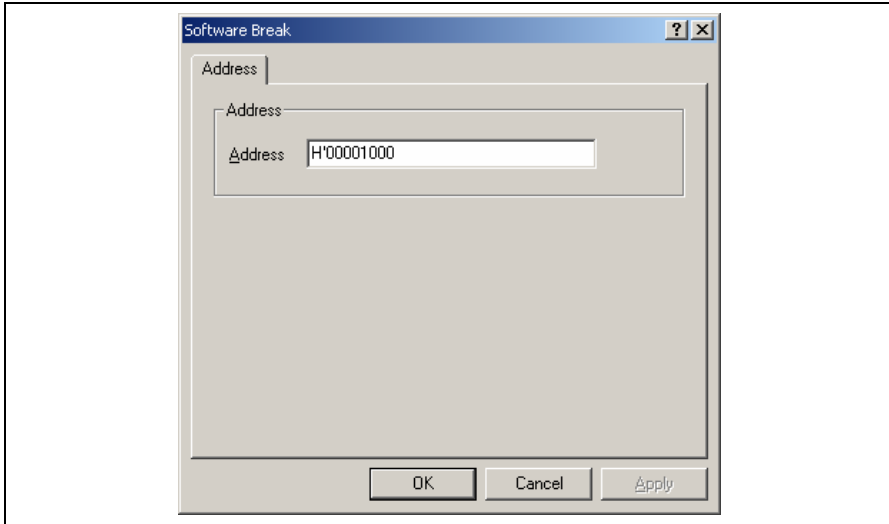 Software Break
Address
Address
Address H'00001000
OK Cancel Apply